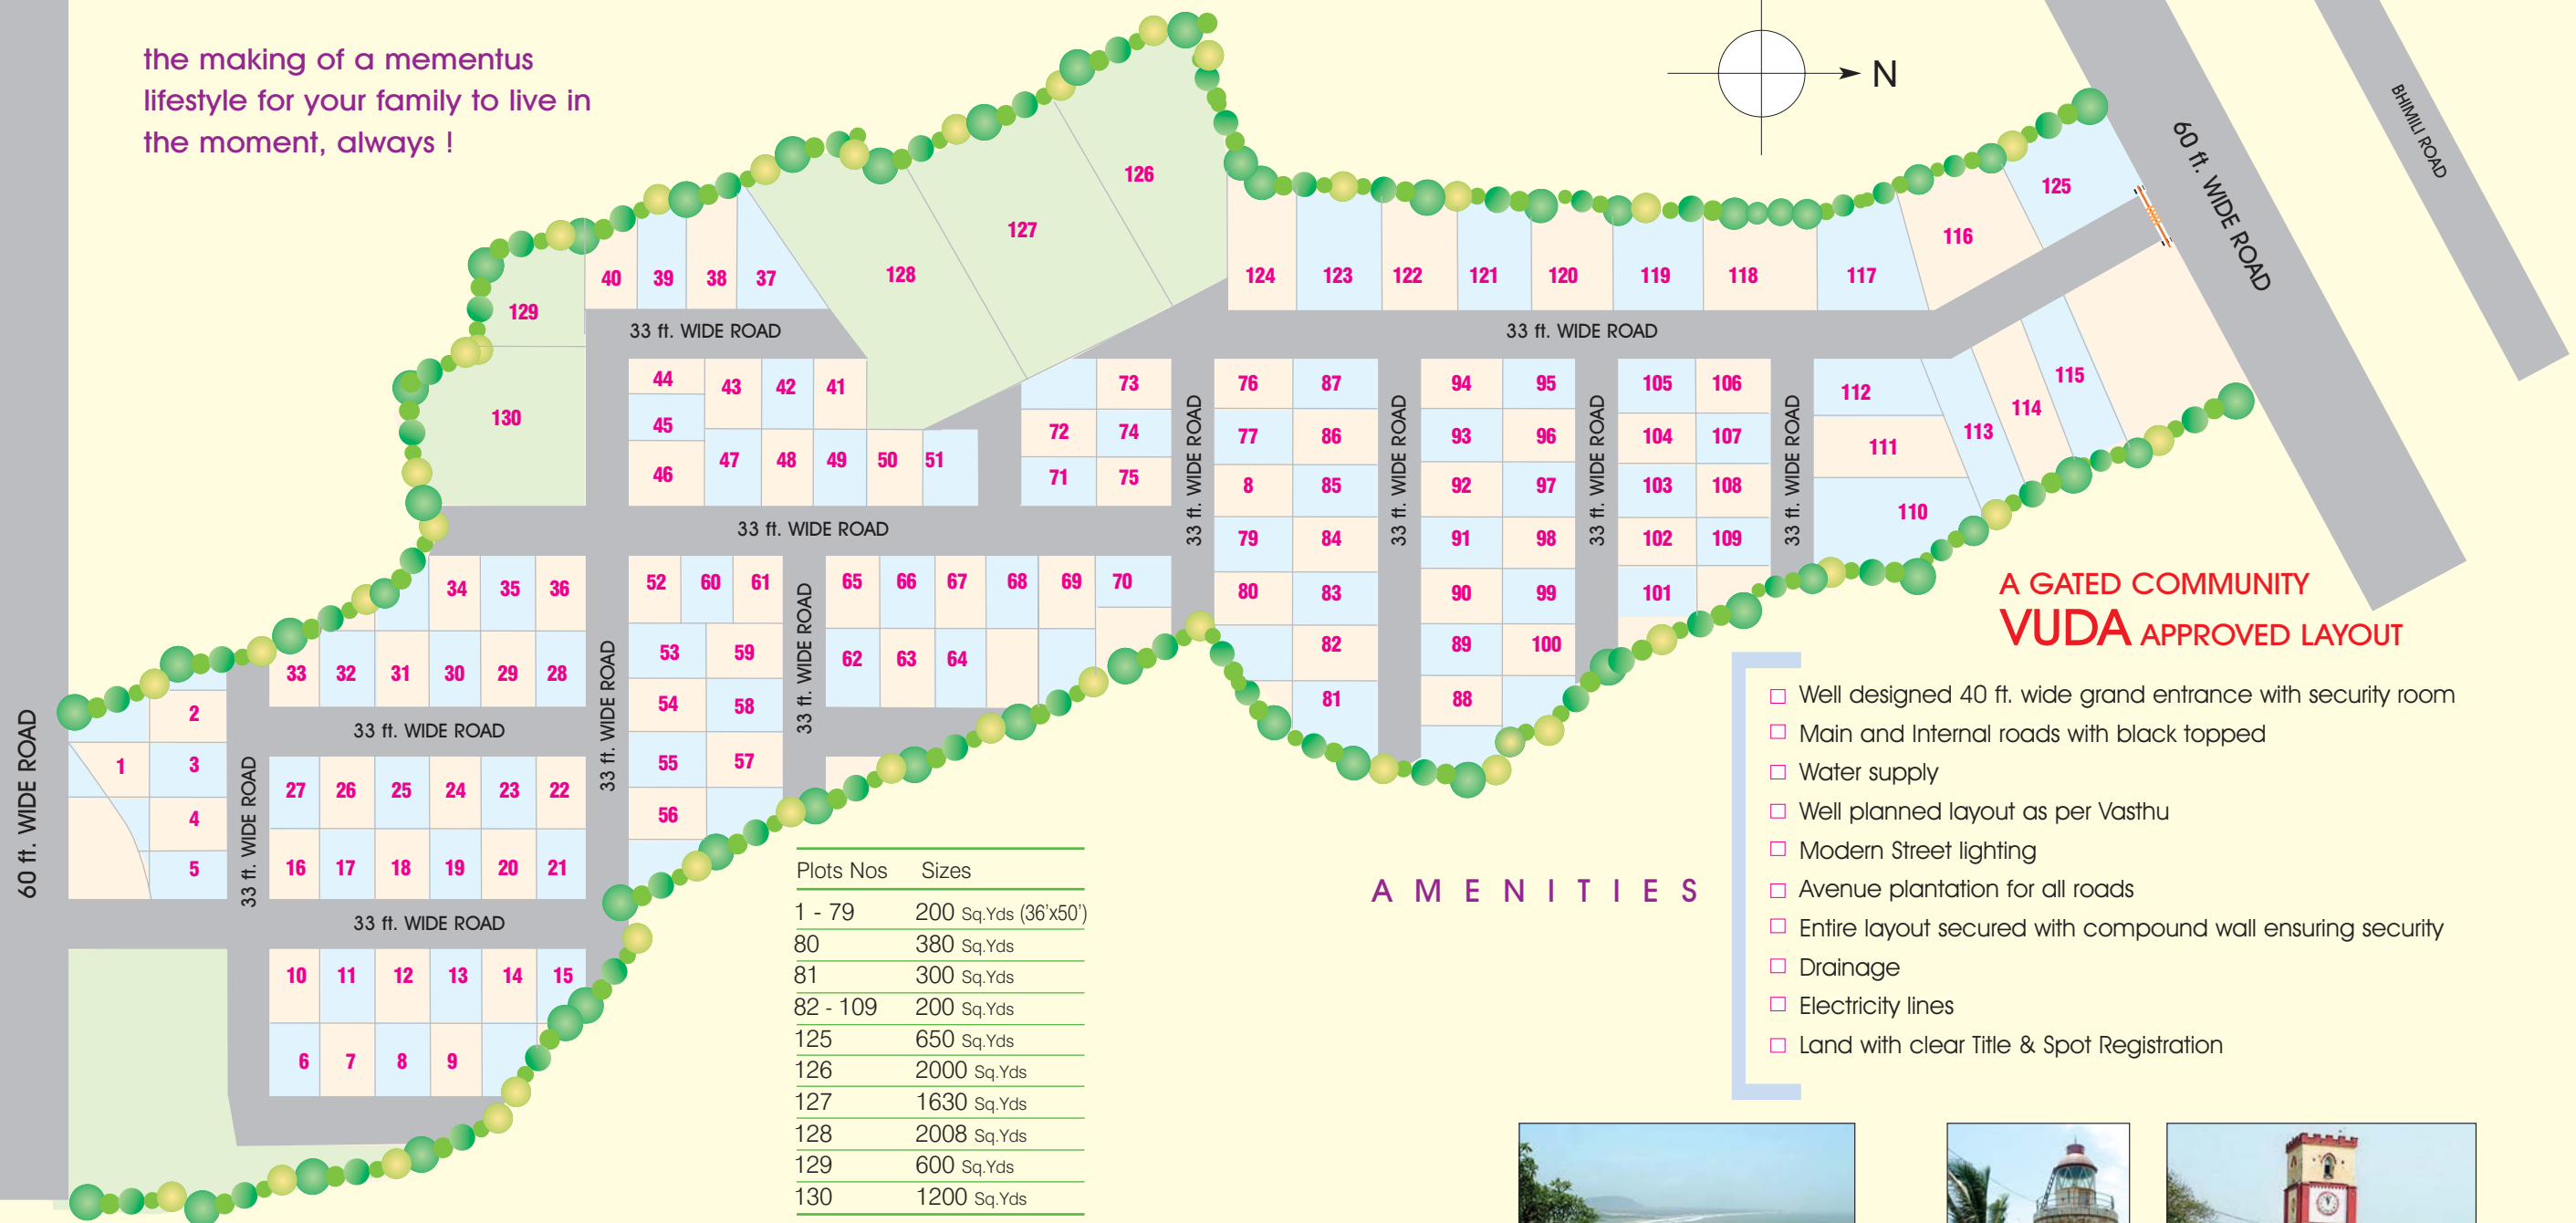 the making of a mementus
lifestyle for your family to live in
the moment, always !
N
BHIMILI ROAD
60 ft. WIDE ROAD
126
125
127
116
128
40 39 38 37
124 123 122 121 120 119 118 117
129
33 ft. WIDE ROAD
33 ft. WIDE ROAD
130
44 43 42 41
45
46 47 48 49 50 51
73
72 74
71 75
33 ft. WIDE ROAD
76 87
77 86
8 85
79 84
80 83
82
81
33 ft. WIDE ROAD
94 95
93 96
92 97
91 98
90 99
89 100
88
33 ft. WIDE ROAD
105 106
104 107
103 108
102 109
101
33 ft. WIDE ROAD
112
111
110
113
114
115
33 ft. WIDE ROAD
34 35 36
33 32 31 30 29 28
33 ft. WIDE ROAD
52 60 61
53 59
54 58
55 57
56
33 ft. WIDE ROAD
65 66 67 68 69 70
62 63 64
60 ft. WIDE ROAD
2
1 3
4
5
33 ft. WIDE ROAD
33 ft. WIDE ROAD
27 26 25 24 23 22
16 17 18 19 20 21
33 ft. WIDE ROAD
10 11 12 13 14 15
6 7 8 9
Plots Nos Sizes
1 - 79 200 Sq.Yds (36'x50')
80 380 Sq.Yds
81 300 Sq.Yds
82 - 109 200 Sq.Yds
125 650 Sq.Yds
126 2000 Sq.Yds
127 1630 Sq.Yds
128 2008 Sq.Yds
129 600 Sq.Yds
130 1200 Sq.Yds
A GATED COMMUNITY
VUDA APPROVED LAYOUT
AMENITIES
Well designed 40 ft. wide grand entrance with security room
Main and Internal roads with black topped
Water supply
Well planned layout as per Vasthu
Modern Street lighting
Avenue plantation for all roads
Entire layout secured with compound wall ensuring security
Drainage
Electricity lines
Land with clear Title & Spot Registration